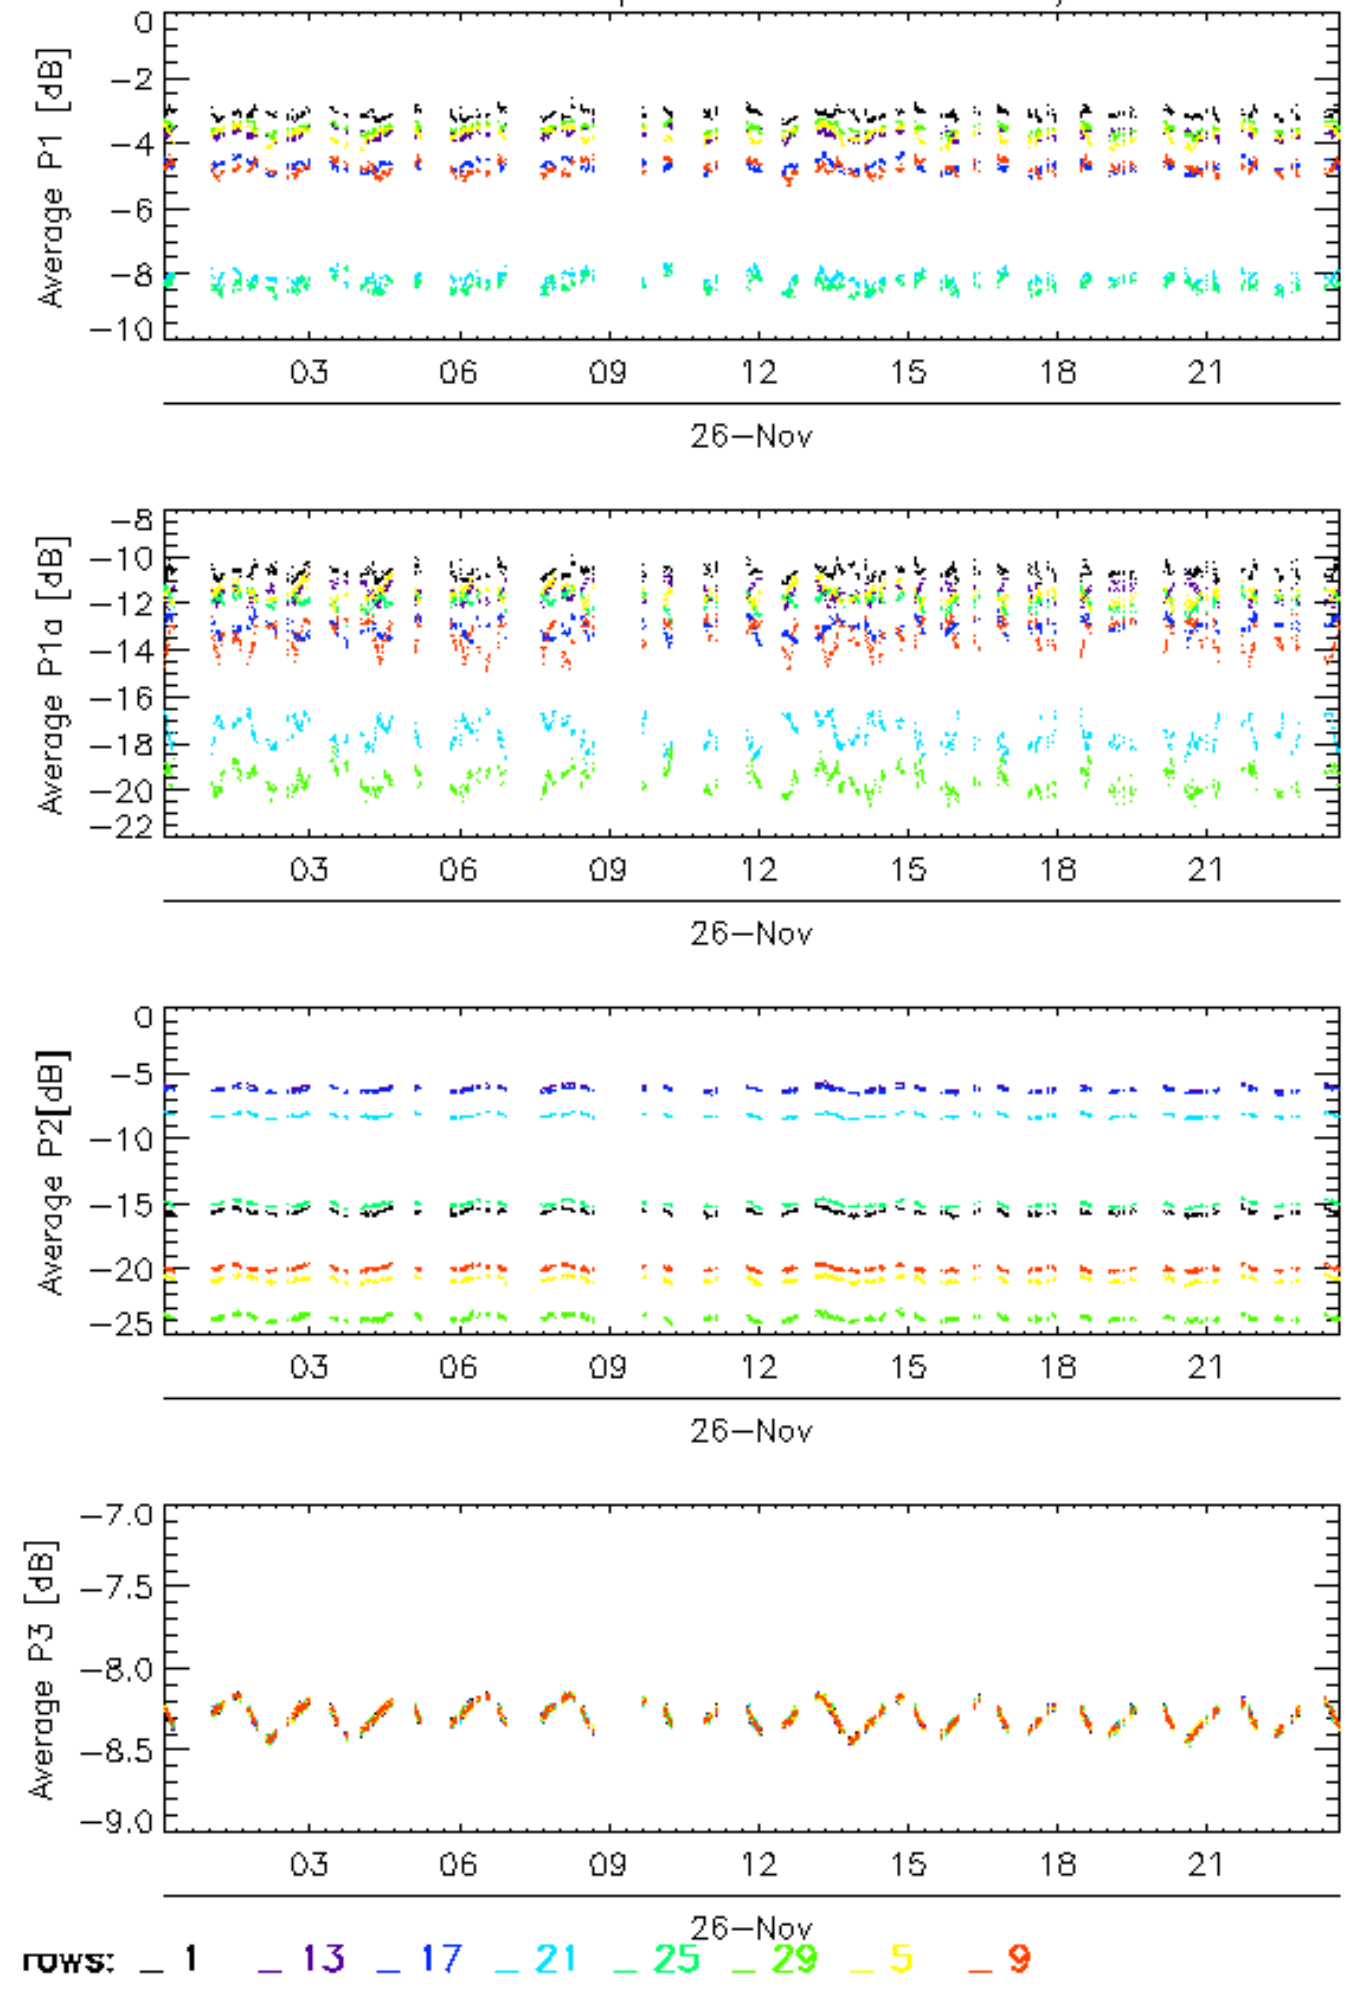 0
−2
−4
−6
−8
−10
Average P1 [dB]
03 06 09 12 15 18 21
26−Nov
−8
−10
−12
−14
−16
−18
−20
−22
Average P1a [dB]
03 06 09 12 15 18 21
26−Nov
0
−5
−10
−15
−20
−25
Average P2[dB]
03 06 09 12 15 18 21
26−Nov
−7.0
−7.5
−8.0
−8.5
−9.0
Average P3 [dB]
03 06 09 12 15 18 21
26−Nov
rows: _ 1 _ 13 _ 17 _ 21 _ 25 _ 29 _ 5 _ 9